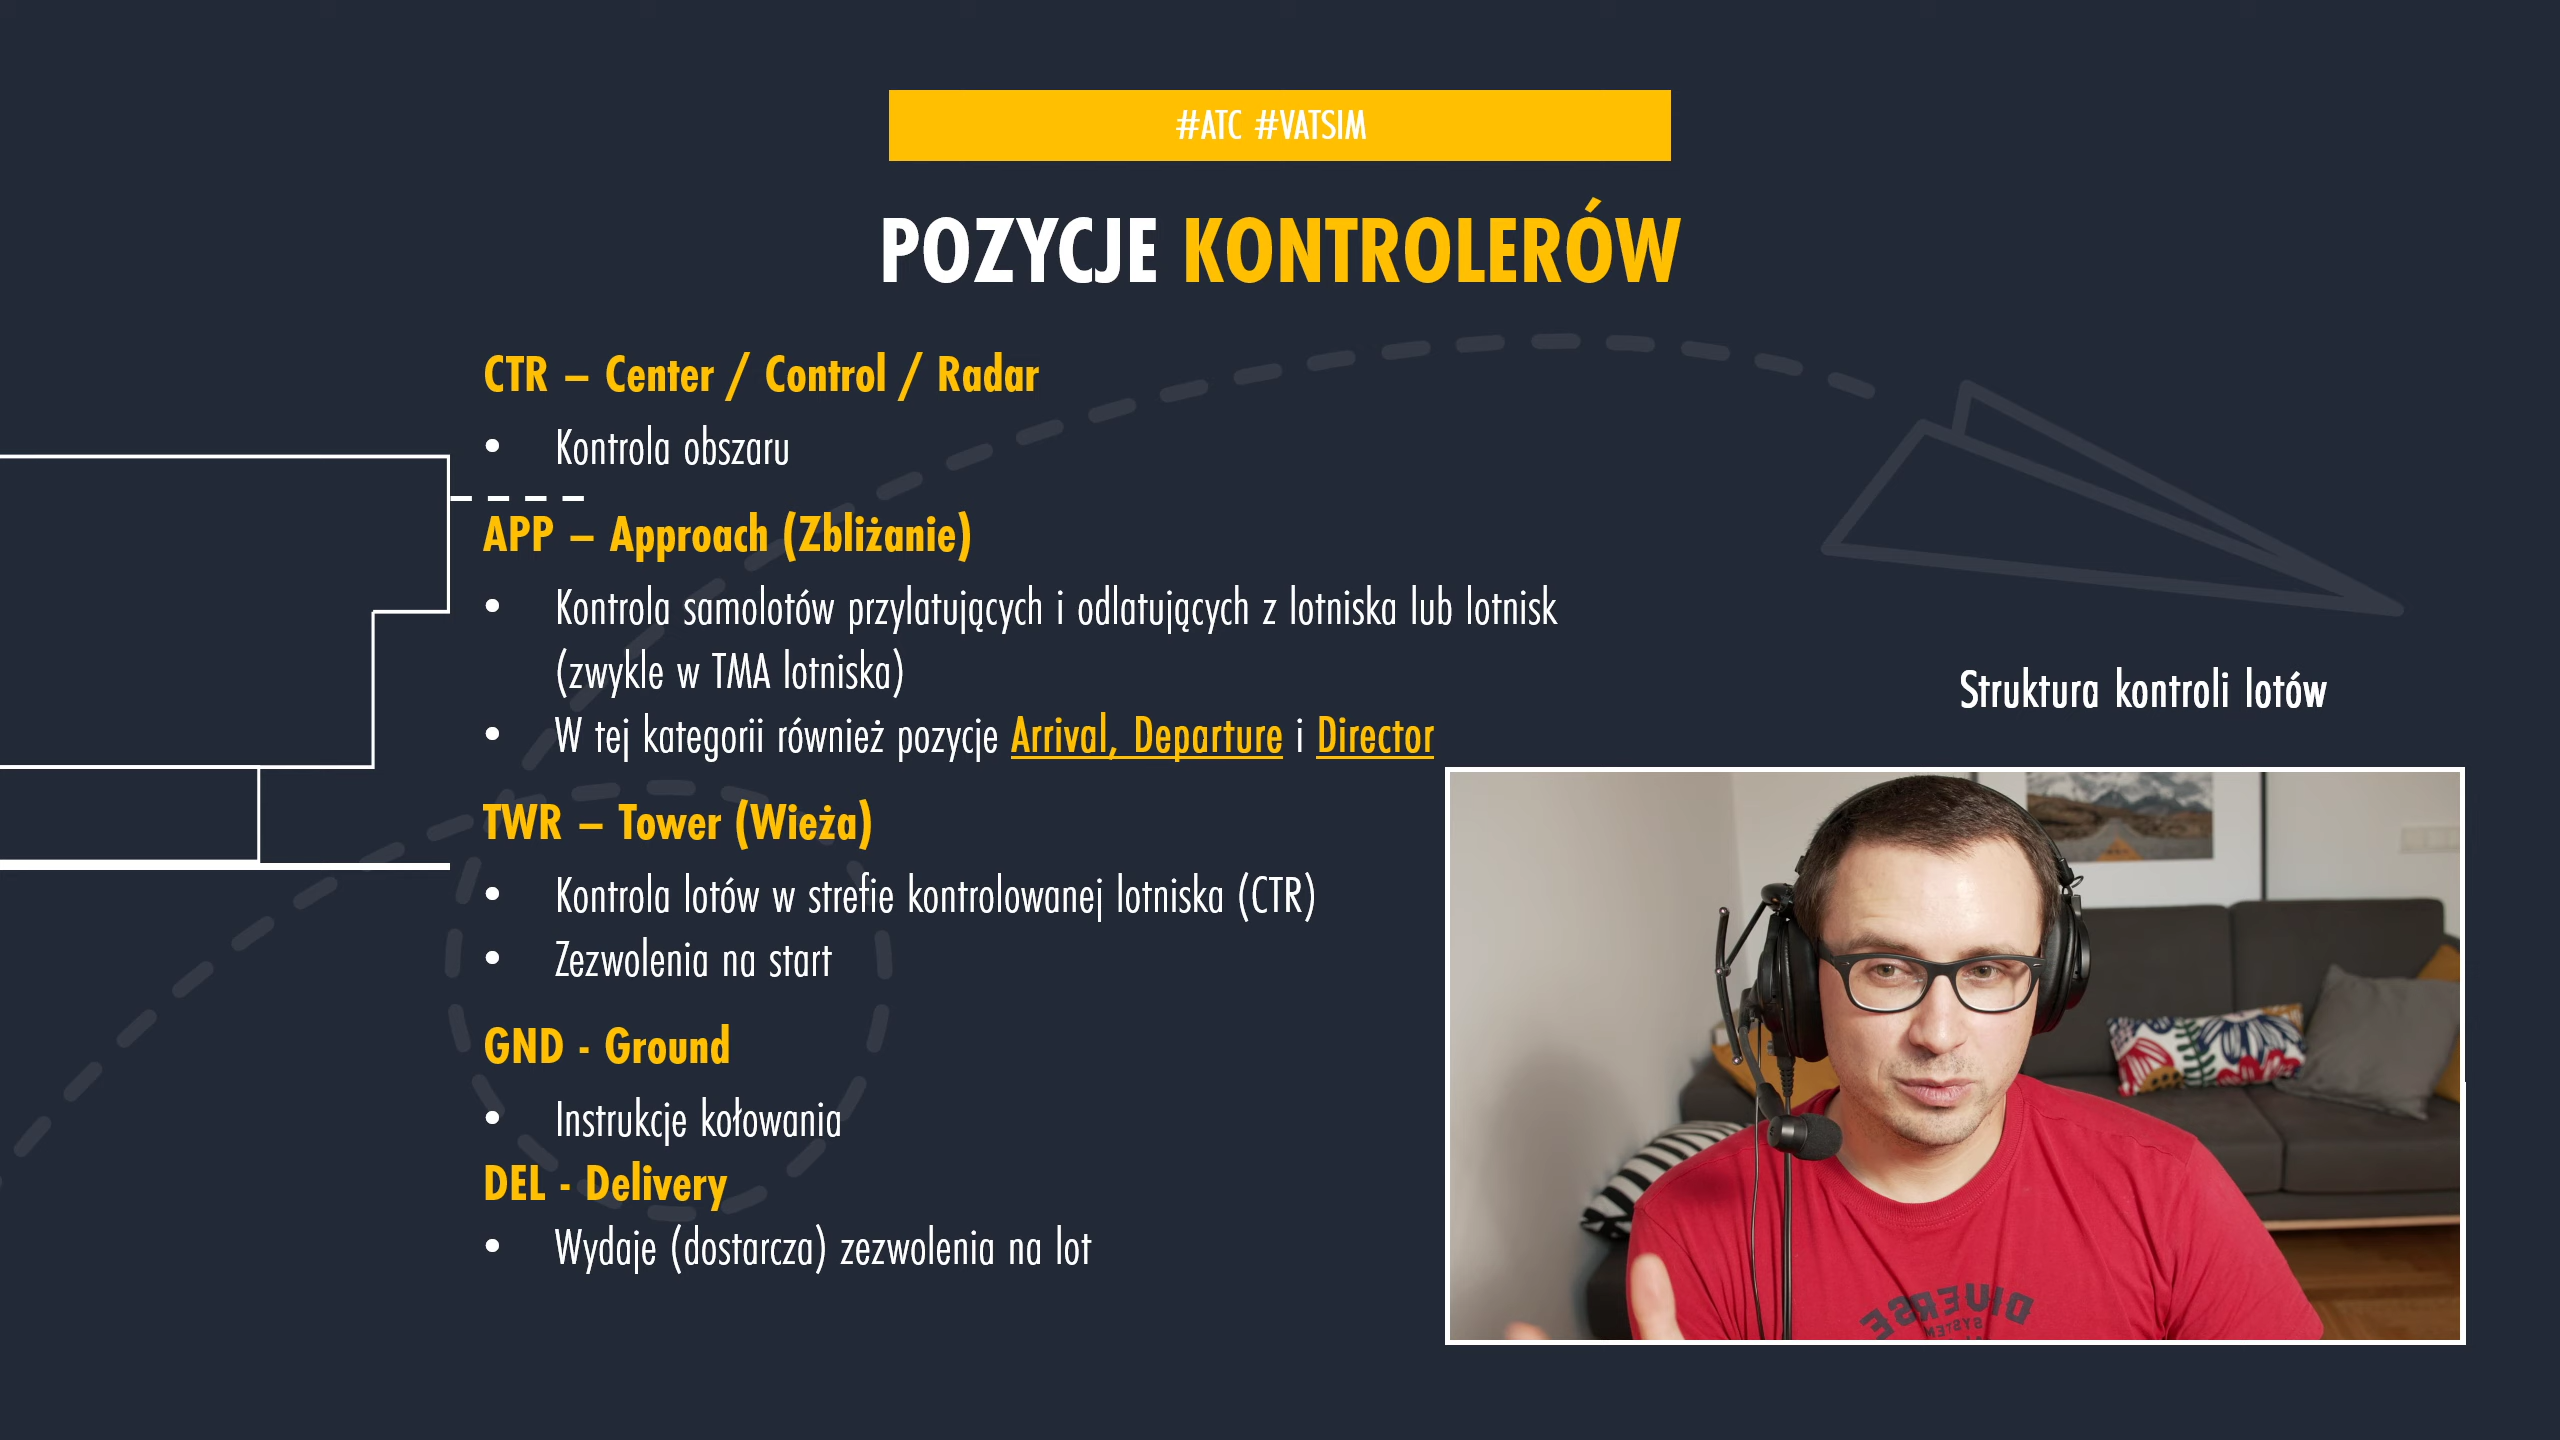 #ATC #VATSIM
POZYCJE KONTROLERÓW
CTR – Center / Control / Radar
• Kontrola obszaru
APP – Approach (Zbliżanie)
• Kontrola samolotów przylatujących i odlatujących z lotniska lub lotnisk
(zwykle w TMA lotniska)
• W tej kategorii również pozycje Arrival, Departure i Director
TWR – Tower (Wieża)
• Kontrola lotów w strefie kontrolowanej lotniska (CTR)
• Zezwolenia na start
GND - Ground
• Instrukcje kołowania
DEL - Delivery
• Wydaje (dostarcza) zezwolenia na lot
Struktura kontroli lotów
DIVERSE
SYSTEM